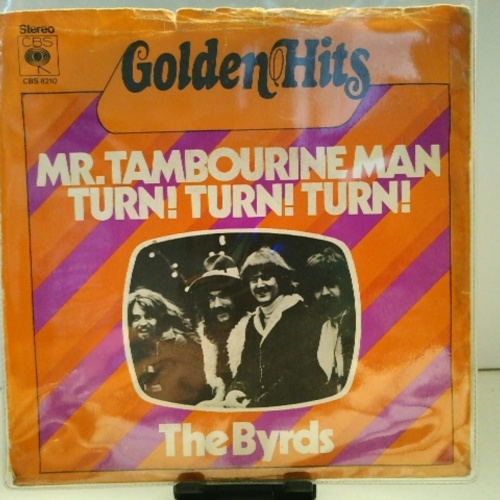 Stereo
CBS
CBS 8210
Golden Hits
MR. TAMBOURINE MAN
TURN! TURN! TURN!
The Byrds